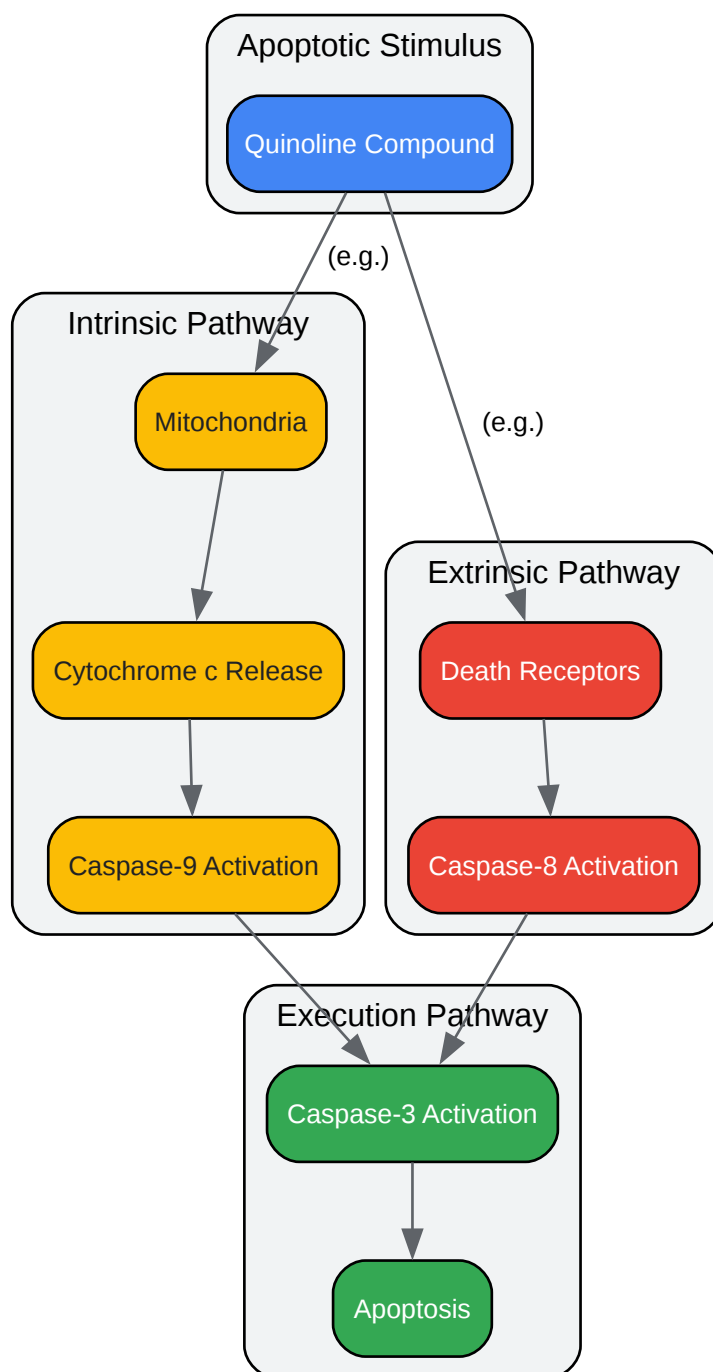 Apoptotic Stimulus
Quinoline Compound
(e.g.)
Intrinsic Pathway
Mitochondria
(e.g.)
Extrinsic Pathway
Cytochrome c Release
Death Receptors
Caspase-9 Activation
Caspase-8 Activation
Execution Pathway
Caspase-3 Activation
Apoptosis